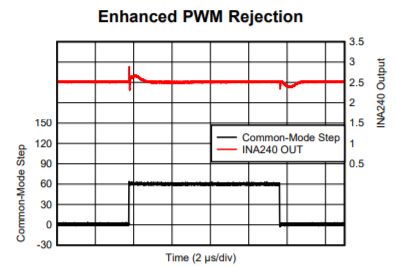 Enhanced PWM Rejection
3.5
3
2.5
2
150
1.5
120
1
90
0.5
60
30
0
-30
Common-Mode Step
INA240 Output
Common-Mode Step
INA240 OUT
Time (2 µs/div)